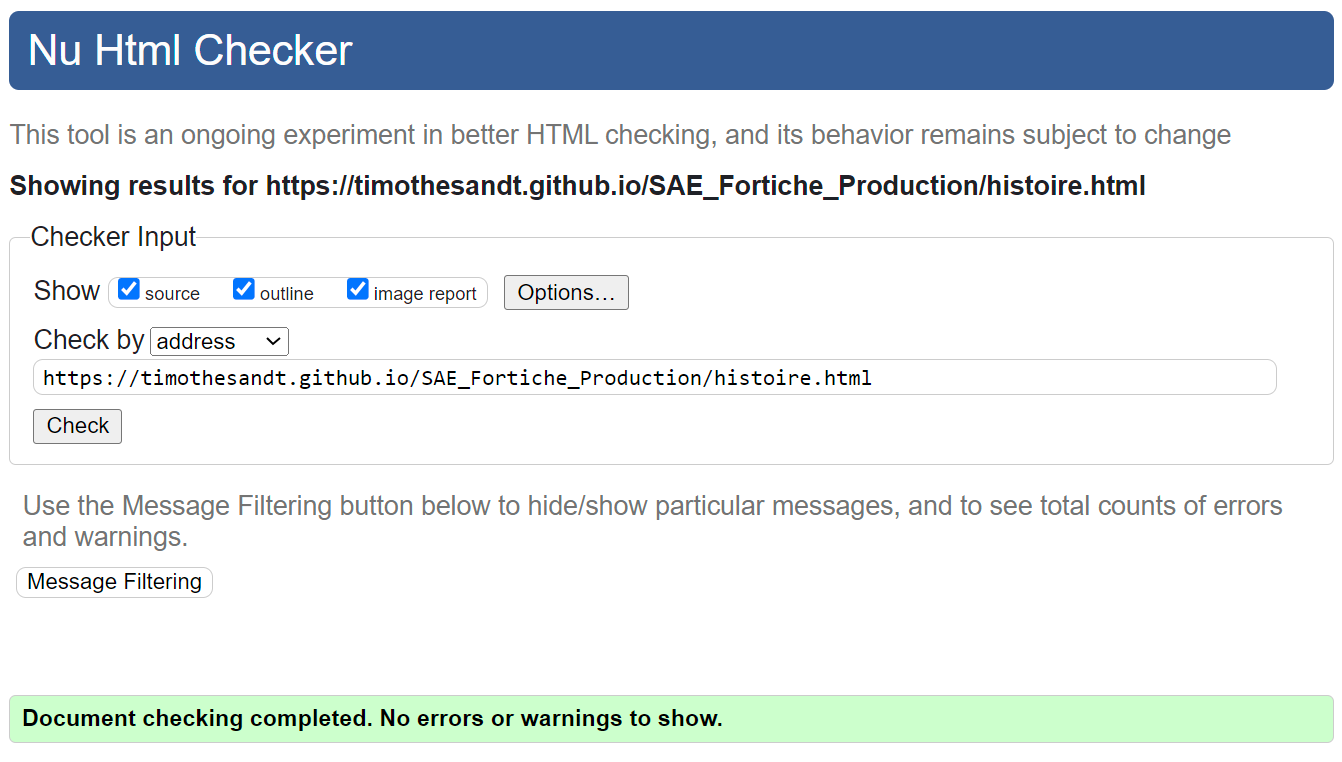 Nu Html Checker
This tool is an ongoing experiment in better HTML checking, and its behavior remains subject to change
Showing results for https://timothesandt.github.io/SAE_Fortiche_Production/histoire.html
Checker Input
Show source outline image report Options…
Check by address
https://timothesandt.github.io/SAE_Fortiche_Production/histoire.html
Check
Use the Message Filtering button below to hide/show particular messages, and to see total counts of errors
and warnings.
Message Filtering
Document checking completed. No errors or warnings to show.